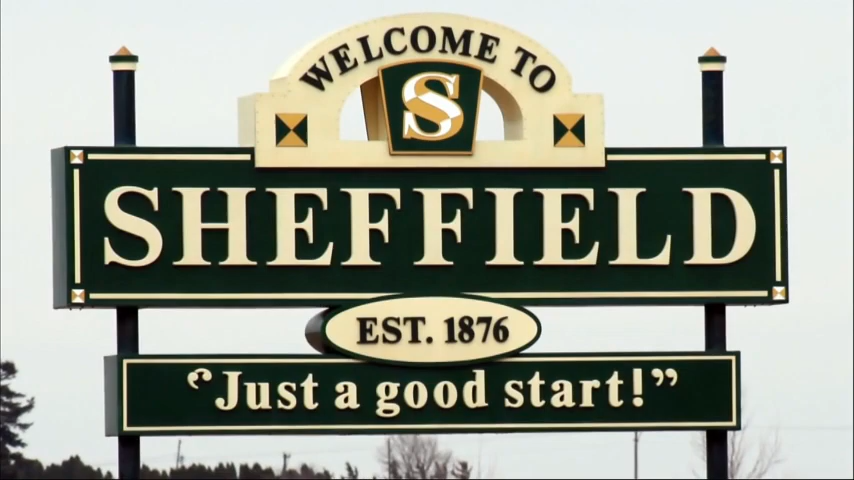 WELCOME TO
S
SHEFFIELD
EST. 1876
“Just a good start!”